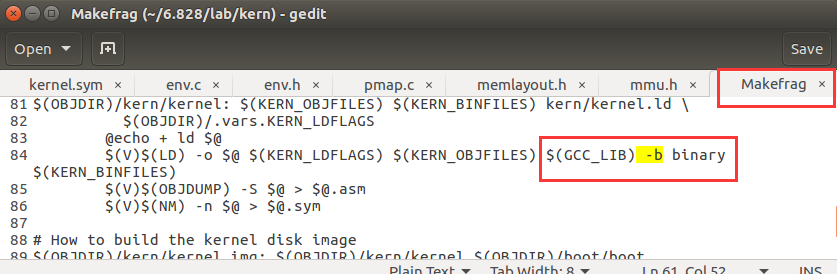 Makefrag (~/6.828/lab/kern) - gedit
Open Save
kernel.sym × env.c × env.h × pmap.c × memlayout.h × mmu.h × Makefrag ×
81 $(OBJDIR)/kern/kernel: $(KERN_OBJFILES) $(KERN_BINFILES) kern/kernel.ld \
82 $(OBJDIR)/.vars.KERN_LDFLAGS
83 @echo + ld $@
84 $(V)$(LD) -o $@ $(KERN_LDFLAGS) $(KERN_OBJFILES) $(GCC_LIB) -b binary
$(KERN_BINFILES)
85 $(V)$(OBJDUMP) -S $@ > $@.asm
86 $(V)$(NM) -n $@ > $@.sym
87
88 # How to build the kernel disk image
89 $(OBJDIR)/kern/kernel.img: $(OBJDIR)/kern/kernel $(OBJDIR)/boot/boot
Plain Text Tab Width: 8 Ln 61, Col 52 INS